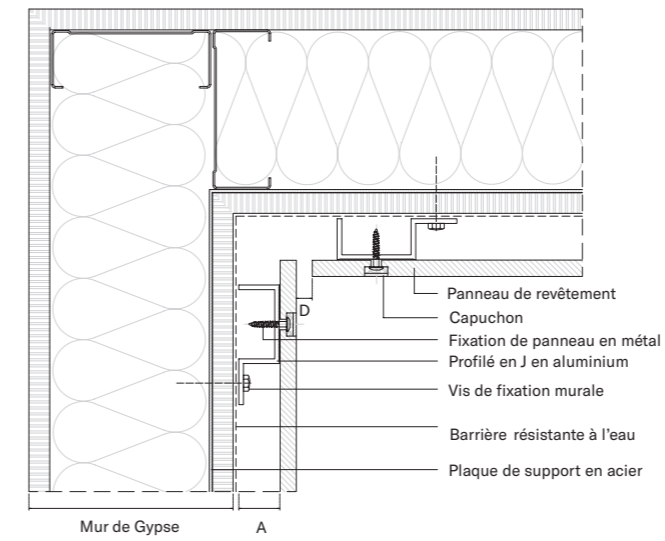 D
Panneau de revêtement
Capuchon
Fixation de panneau en métal
Profilé en J en aluminium
Vis de fixation murale
Barrière résistante à l'eau
Plaque de support en acier
Mur de Gypse
A